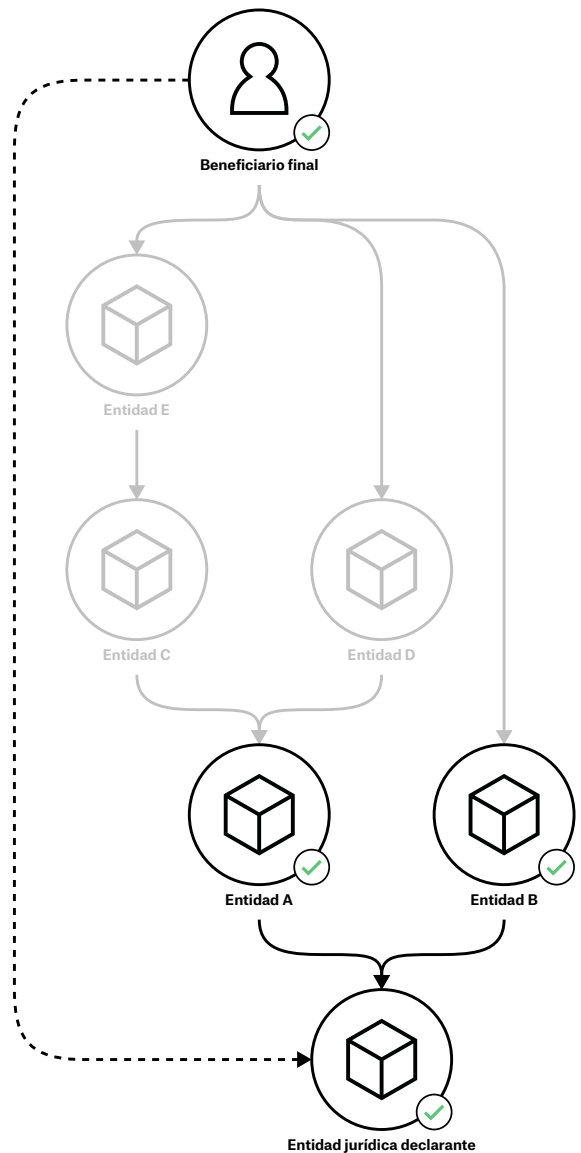 Beneficiario final
Entidad E
Entidad C
Entidad D
Entidad A
Entidad B
Entidad jurídica declarante